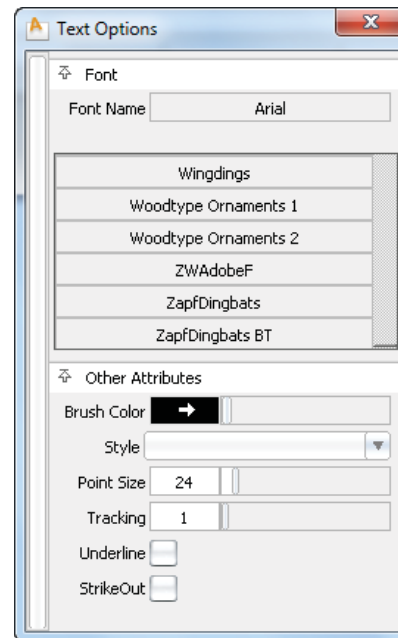 Text Options
Font
Font Name Arial
Wingdings
Woodtype Ornaments 1
Woodtype Ornaments 2
ZWAdobeF
ZapfDingbats
ZapfDingbats BT
Other Attributes
Brush Color
Style
Point Size 24
Tracking 1
Underline
StrikeOut